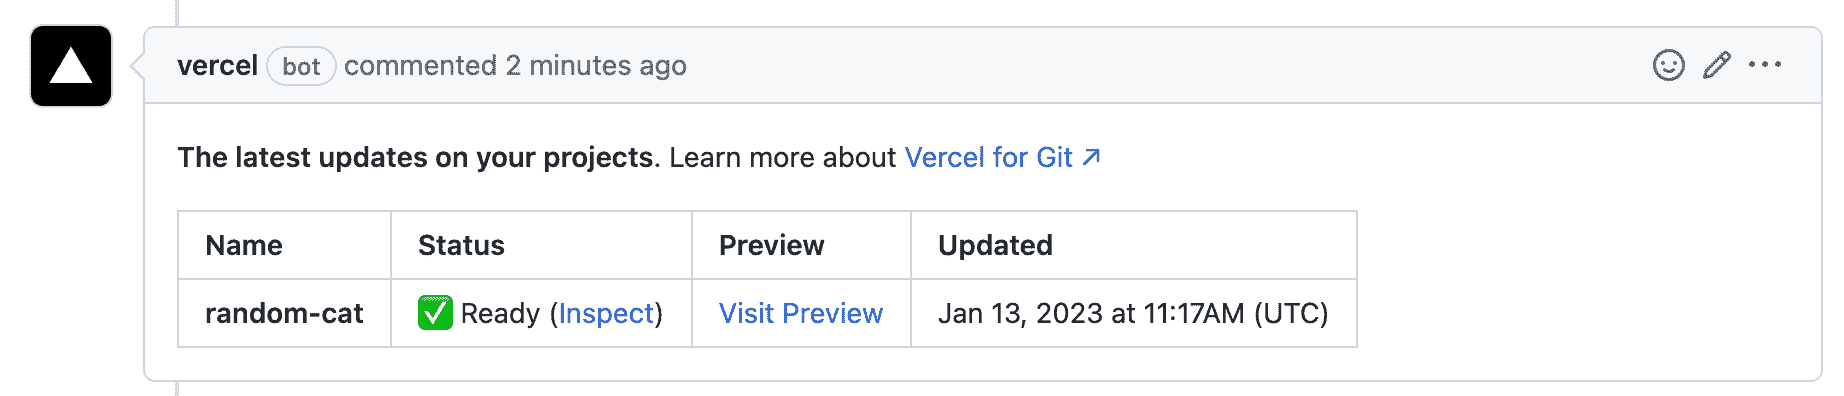 vercel bot commented 2 minutes ago
The latest updates on your projects. Learn more about Vercel for Git ↗
Name Status Preview Updated
random-cat ✅ Ready (Inspect) Visit Preview Jan 13, 2023 at 11:17AM (UTC)